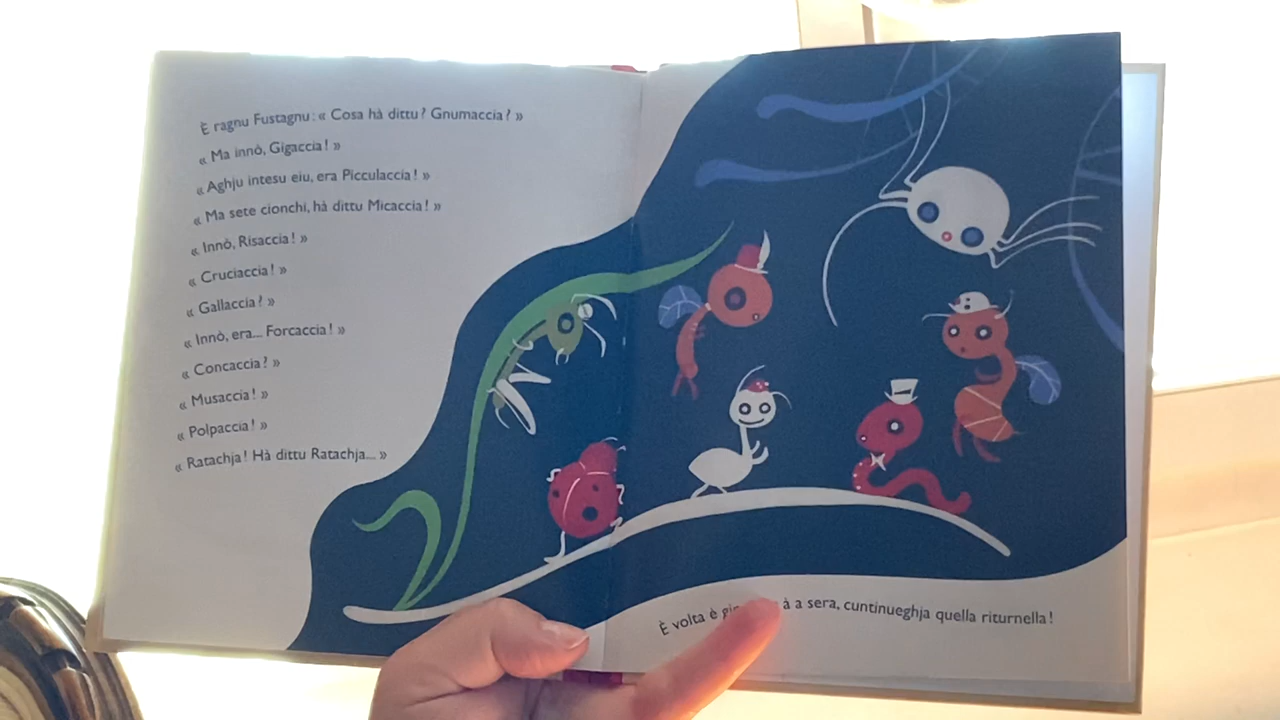 È ragnu Fustagnu : « Cosa hà dittu ? Gnumaccia ? »
« Ma innò, Gigaccia ! »
« Aghju intesu eiu, era Picculaccia ! »
« Ma sete cionchi, hà dittu Micaccia ! »
« Innò, Risaccia ! »
« Cruciaccia ! »
« Gallaccia ? »
« Innò, era... Forcaccia ! »
« Concaccia ? »
« Musaccia ! »
« Polpaccia ! »
« Ratachja ! Hà dittu Ratachja... »
È volta è à a sera, cuntinueghja quella riturnella !